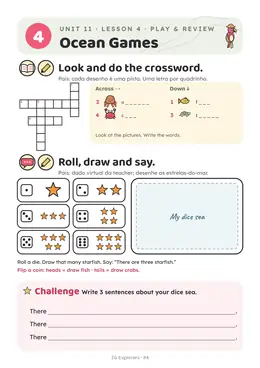 4
UNIT 11 · LESSON 4 · PLAY & REVIEW
Ocean Games
Look and do the crossword.
Pais: cada desenho é uma pista. Uma letra por quadrinho.
Across →
Down ↓
2
1
4
3
Look at the pictures. Write the words.
Roll, draw and say.
Pais: dado virtual do teacher; desenhe as estrelas-do-mar.
My dice sea
Roll a die. Draw that many starfish. Say: "There are three starfish."
Flip a coin: heads = draw fish · tails = draw crabs.
Challenge Write 3 sentences about your dice sea.
There
There
There